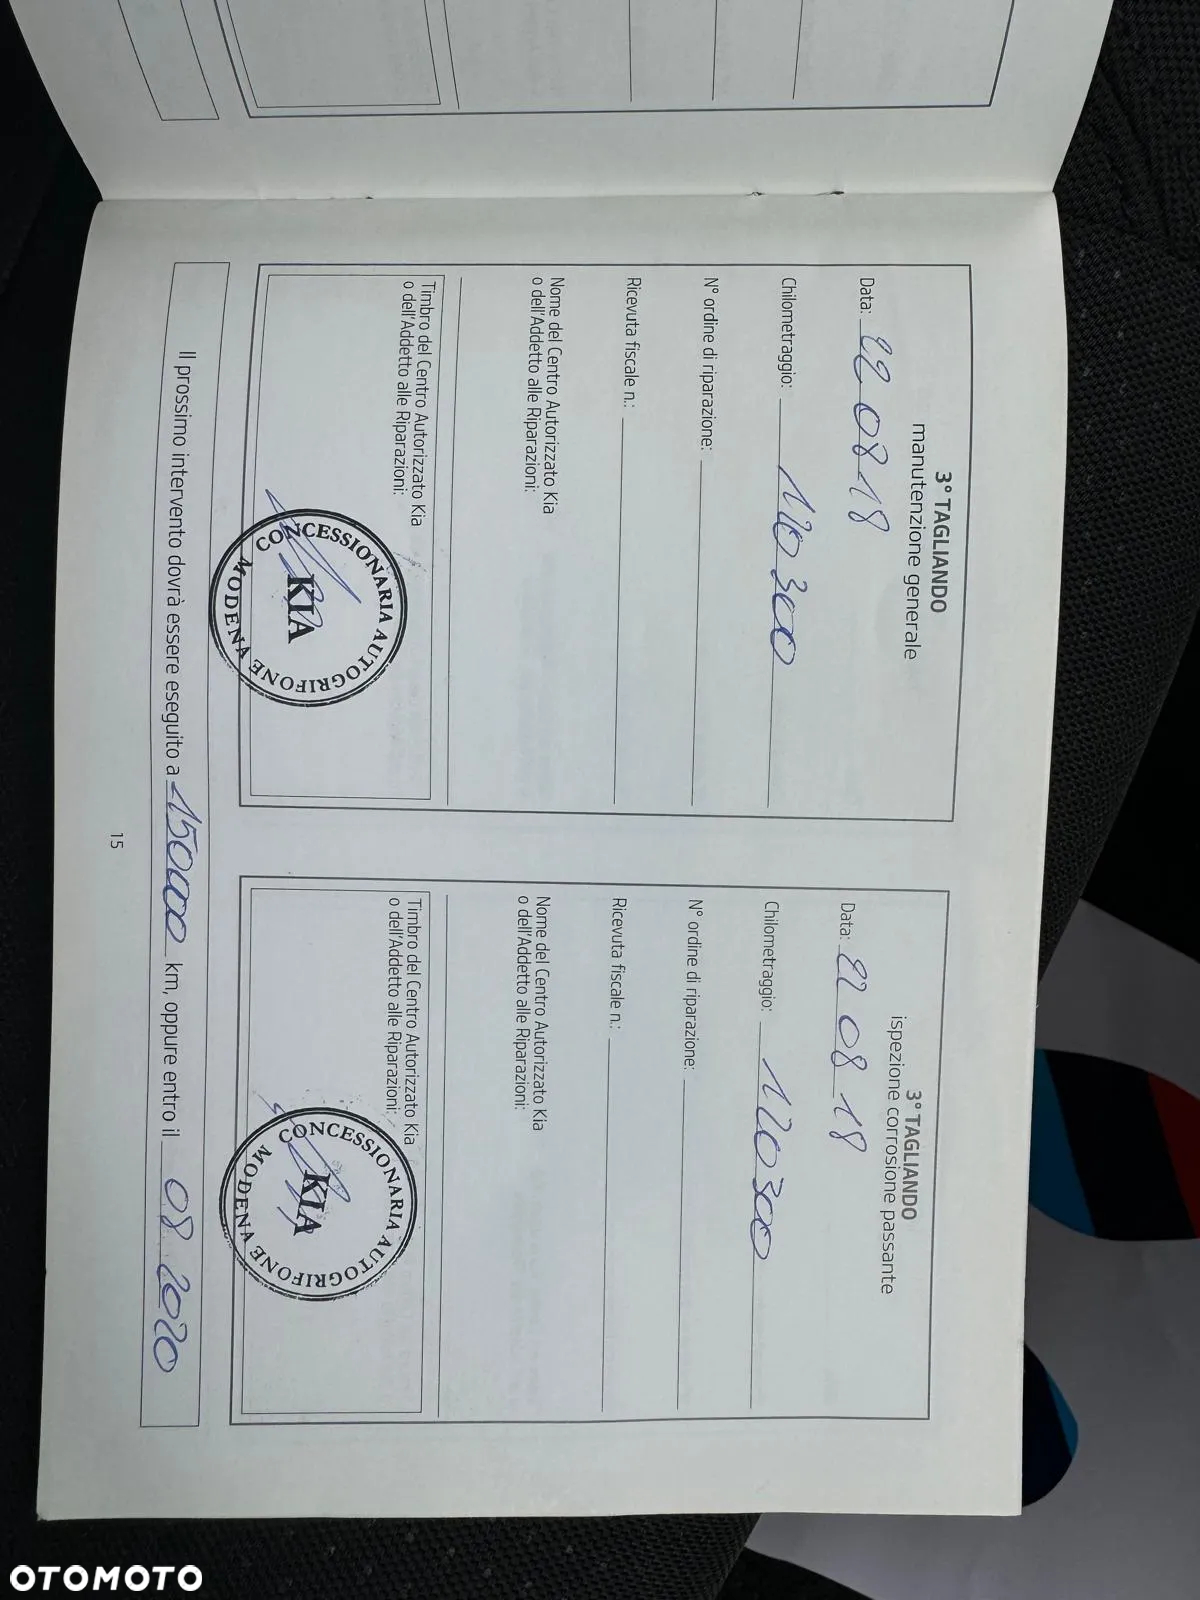 3° TAGLIANDO
manutenzione generale
Data: 22 08 18
Chilometraggio: 120 300
N° ordine di riparazione:
Ricevuta fiscale n.:
Nome del Centro Autorizzato Kia
o dell'Addetto alle Riparazioni:
Timbro del Centro Autorizzato Kia
o dell'Addetto alle Riparazioni:
CONCESSIONARIA AUTOGRIFONE
KIA
MODENA
3° TAGLIANDO
ispezione corrosione passante
Data: 22 08 18
Chilometraggio: 120 300
N° ordine di riparazione:
Ricevuta fiscale n.:
Nome del Centro Autorizzato Kia
o dell'Addetto alle Riparazioni:
Timbro del Centro Autorizzato Kia
o dell'Addetto alle Riparazioni:
CONCESSIONARIA AUTOGRIFONE
KIA
MODENA
Il prossimo intervento dovrà essere eseguito a 150000 km, oppure entro il 08 2020
15
OTOMOTO